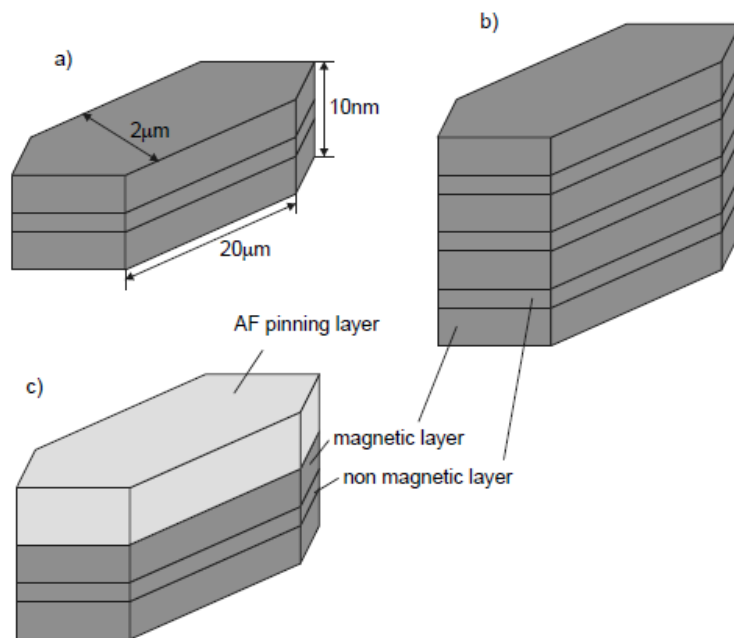 a)
b)
10nm
2μm
20μm
AF pinning layer
c)
magnetic layer
non magnetic layer